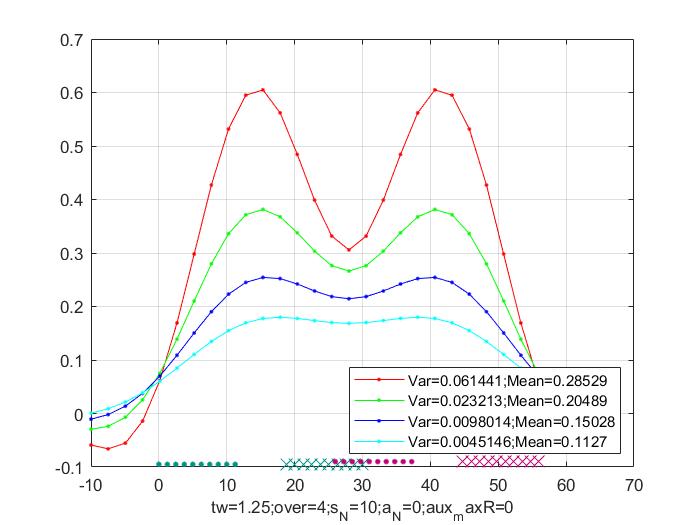 0.7
0.6
0.5
0.4
0.3
0.2
0.1
0
-0.1
Var=0.061441;Mean=0.28529
Var=0.023213;Mean=0.20489
Var=0.0098014;Mean=0.15028
Var=0.0045146;Mean=0.1127
-10 0 10 20 30 40 50 60 70
tw=1.25;over=4;s_N=10;a_N=0;aux_maxR=0